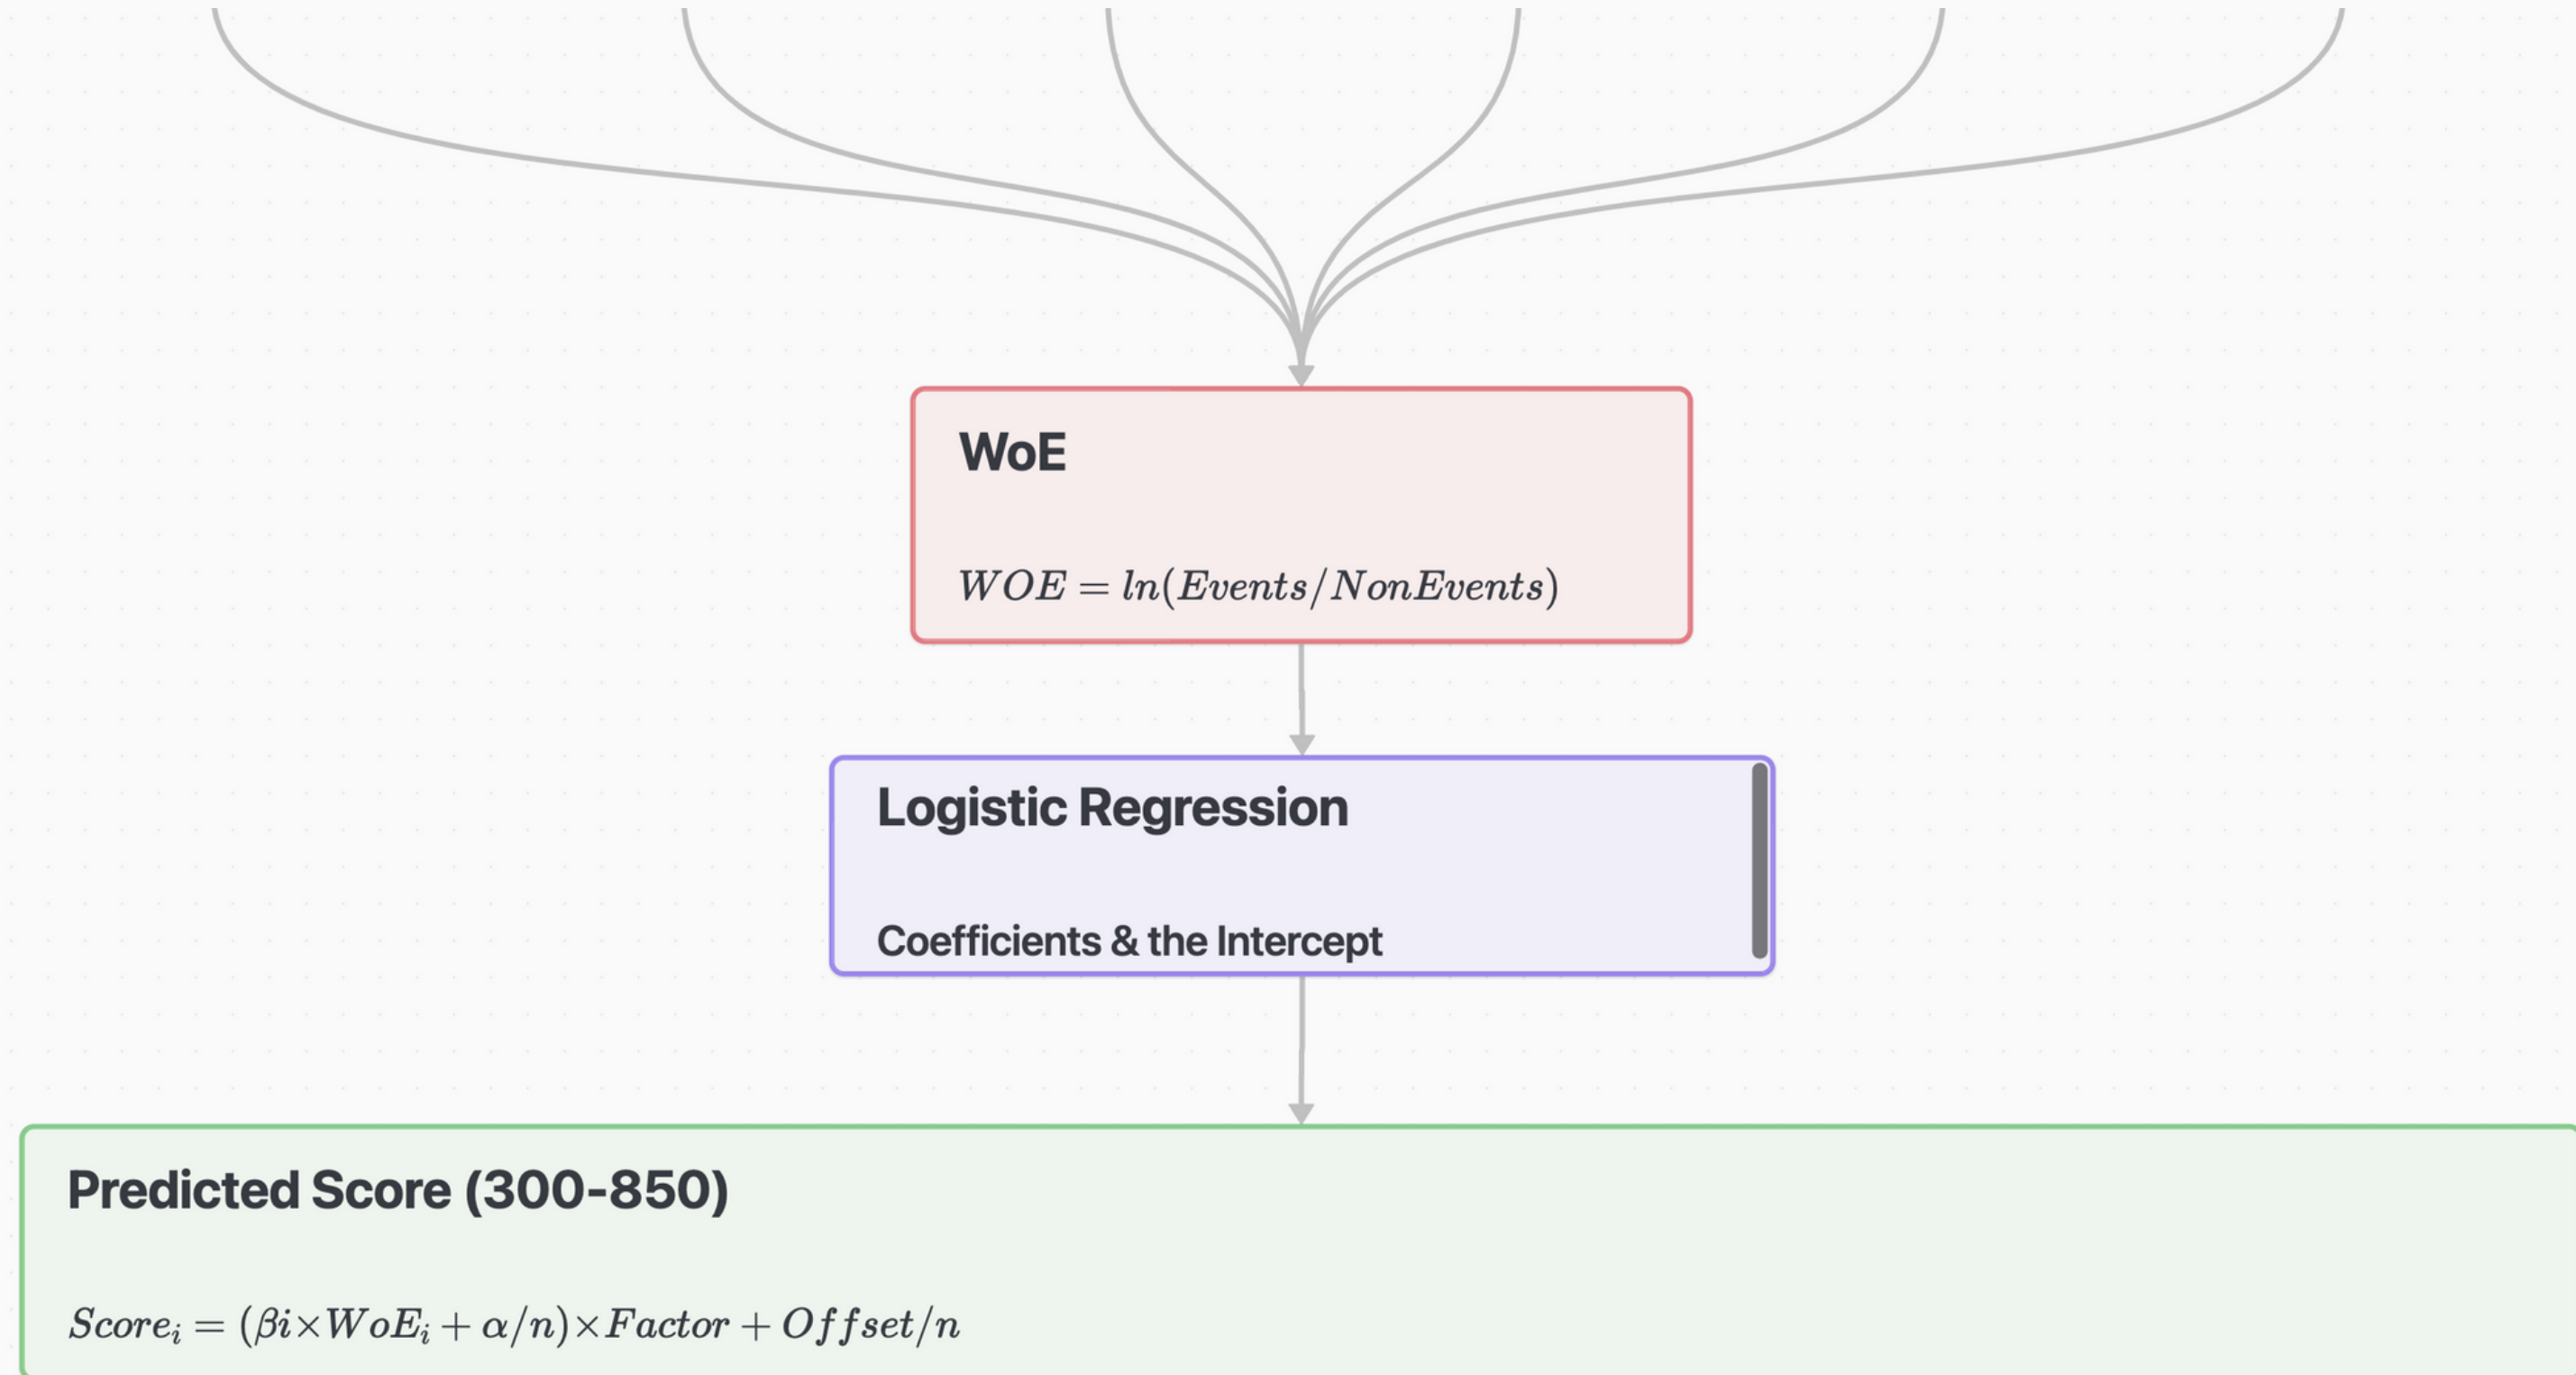 WoE
WOE = ln(Events/NonEvents)
Logistic Regression
Coefficients & the Intercept
Predicted Score (300-850)
Scoreᵢ = (βi×WoEᵢ + α/n)×Factor + Offset/n